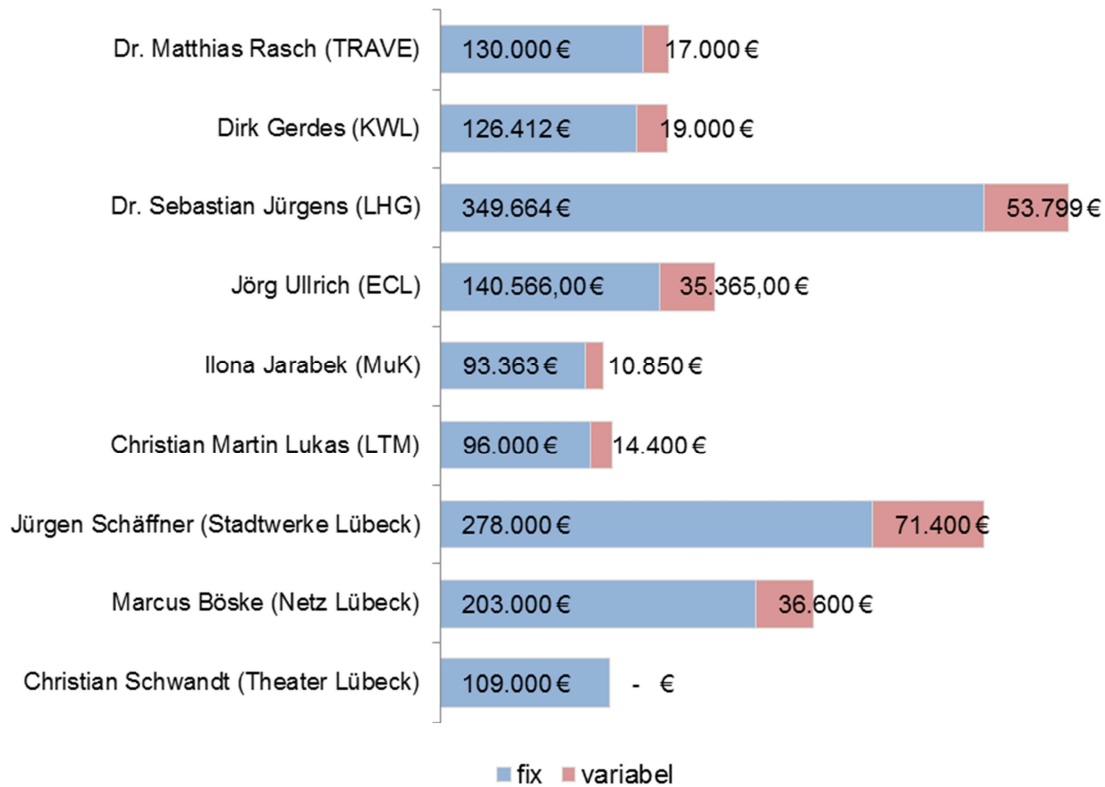 Dr. Matthias Rasch (TRAVE) 130.000 € 17.000 €
Dirk Gerdes (KWL) 126.412 € 19.000 €
Dr. Sebastian Jürgens (LHG) 349.664 € 53.799 €
Jörg Ullrich (ECL) 140.566,00 € 35.365,00 €
Ilona Jarabek (MuK) 93.363 € 10.850 €
Christian Martin Lukas (LTM) 96.000 € 14.400 €
Jürgen Schäffner (Stadtwerke Lübeck) 278.000 € 71.400 €
Marcus Böske (Netz Lübeck) 203.000 € 36.600 €
Christian Schwandt (Theater Lübeck) 109.000 € - €
fix variabel